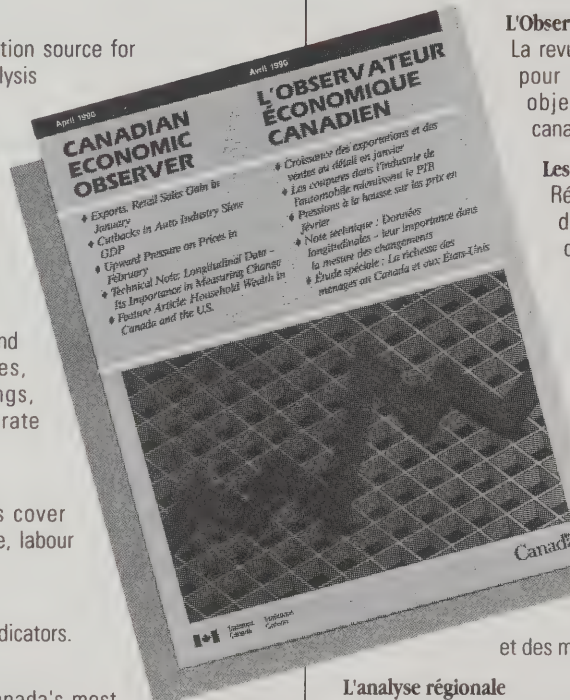 tion source for
lysis
nd
es,
ngs,
rate
s cover
e, labour
dicators.
nada's most
April 1990
Avril 1990
CANADIAN
ECONOMIC
OBSERVER
♦ Exports, Retail Sales Gain in
January
♦ Cutbacks in Auto Industry Slow
GDP
♦ Upward Pressure on Prices in
February
♦ Technical Note: Longitudinal Data –
Its Importance in Measuring Change
♦ Feature Article: Household Wealth in
Canada and the U.S.
L'OBSERVATEUR
ÉCONOMIQUE
CANADIEN
♦ Croissance des exportations et des
ventes au détail en janvier
♦ Les coupures dans l'industrie de
l'automobile ralentissent le PIB
♦ Pressions à la hausse sur les prix en
février
♦ Note technique : Données
longitudinales – leur importance dans
la mesure des changements
♦ Étude spéciale : La richesse des
ménages au Canada et aux États-Unis
Statistics
Canada
Statistique
Canada
Canada
L'Obser
La revu
pour
obje
cana
Les
Ré
d
et des m
L'analyse régionale